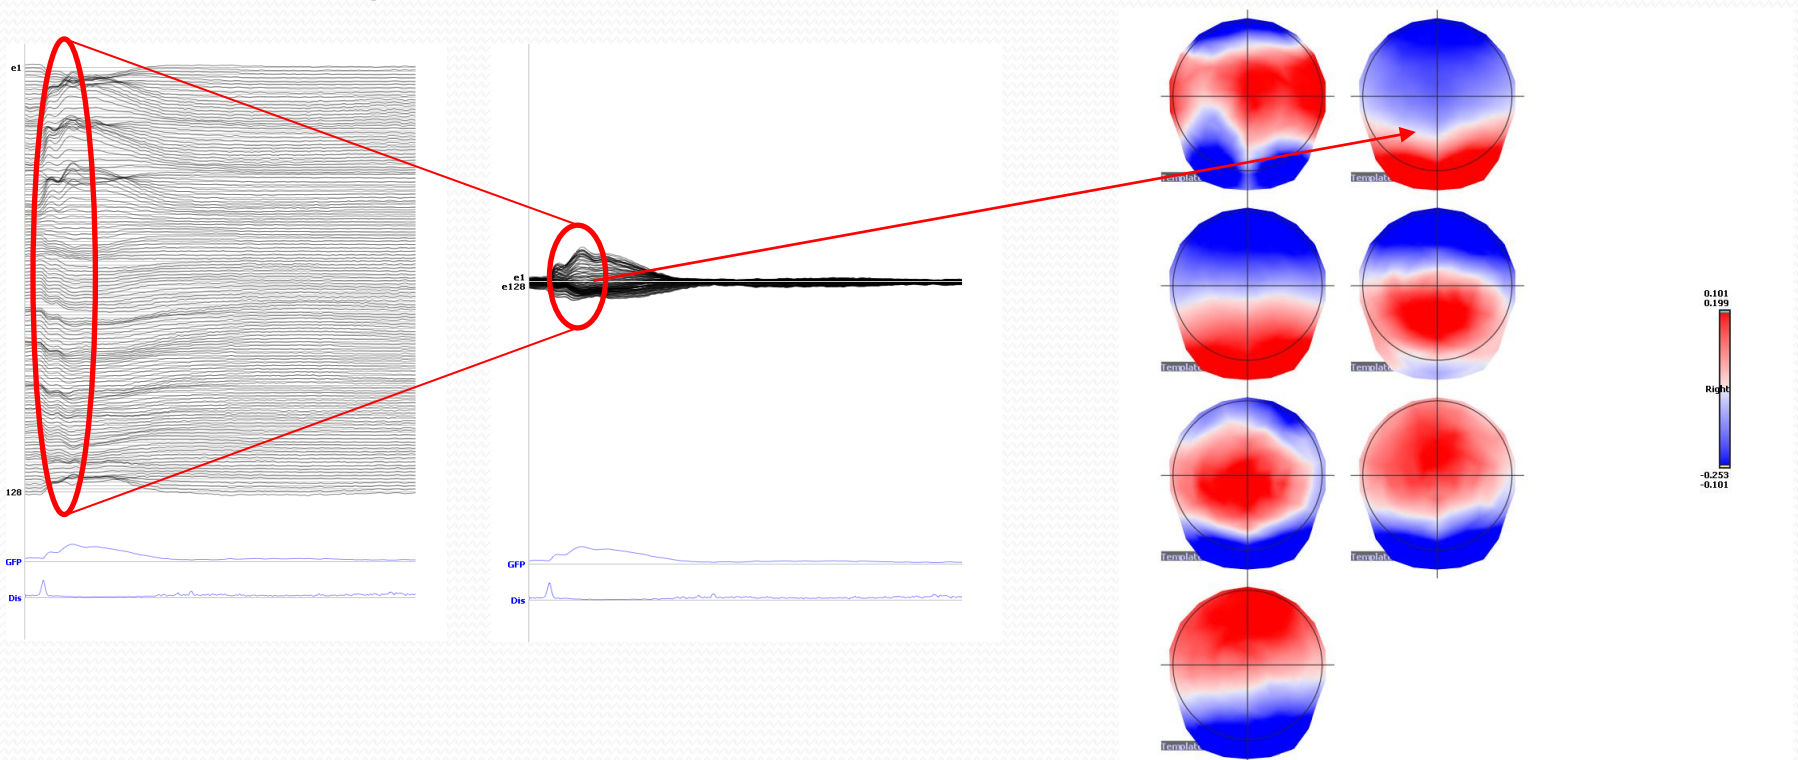 e1
128
GFP
Dis
e1
e128
GFP
Dis
Templat
Templat
Templat
Templat
Templat
Templat
Templat
0.101
0.199
Right
-0.253
-0.101